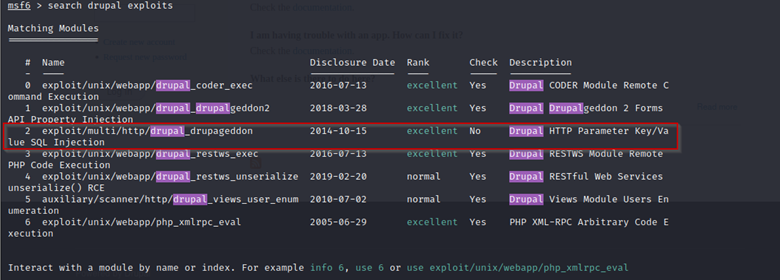 msf6 > search drupal exploits
Matching Modules
================
# Name Disclosure Date Rank Check Description
- ---- --------------- ---- ----- -----------
0 exploit/unix/webapp/drupal_coder_exec 2016-07-13 excellent Yes Drupal CODER Module Remote C
ommand Execution
1 exploit/unix/webapp/drupal_drupalgeddon2 2018-03-28 excellent Yes Drupal Drupalgeddon 2 Forms
API Property Injection
2 exploit/multi/http/drupal_drupageddon 2014-10-15 excellent No Drupal HTTP Parameter Key/Va
lue SQL Injection
3 exploit/unix/webapp/drupal_restws_exec 2016-07-13 excellent Yes Drupal RESTWS Module Remote
PHP Code Execution
4 exploit/unix/webapp/drupal_restws_unserialize 2019-02-20 normal Yes Drupal RESTful Web Services
unserialize() RCE
5 auxiliary/scanner/http/drupal_views_user_enum 2010-07-02 normal Yes Drupal Views Module Users En
umeration
6 exploit/unix/webapp/php_xmlrpc_eval 2005-06-29 excellent Yes PHP XML-RPC Arbitrary Code E
xecution
Interact with a module by name or index. For example info 6, use 6 or use exploit/unix/webapp/php_xmlrpc_eval